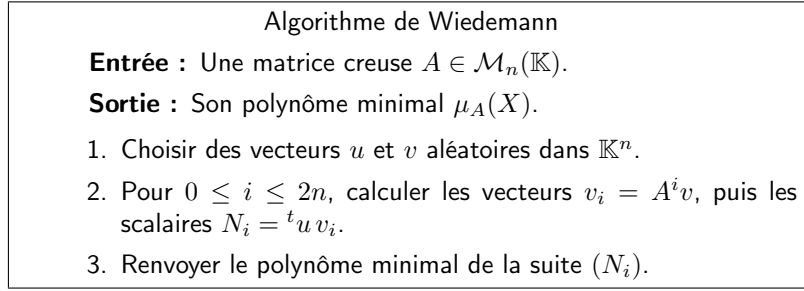 Algorithme de Wiedemann
Entrée : Une matrice creuse A ∈ ℳₙ(𝕂).
Sortie : Son polynôme minimal μ_A(X).
1. Choisir des vecteurs u et v aléatoires dans 𝕂ⁿ.
2. Pour 0 ≤ i ≤ 2n, calculer les vecteurs vᵢ = Aⁱv, puis les
scalaires Nᵢ = ᵗu vᵢ.
3. Renvoyer le polynôme minimal de la suite (Nᵢ).